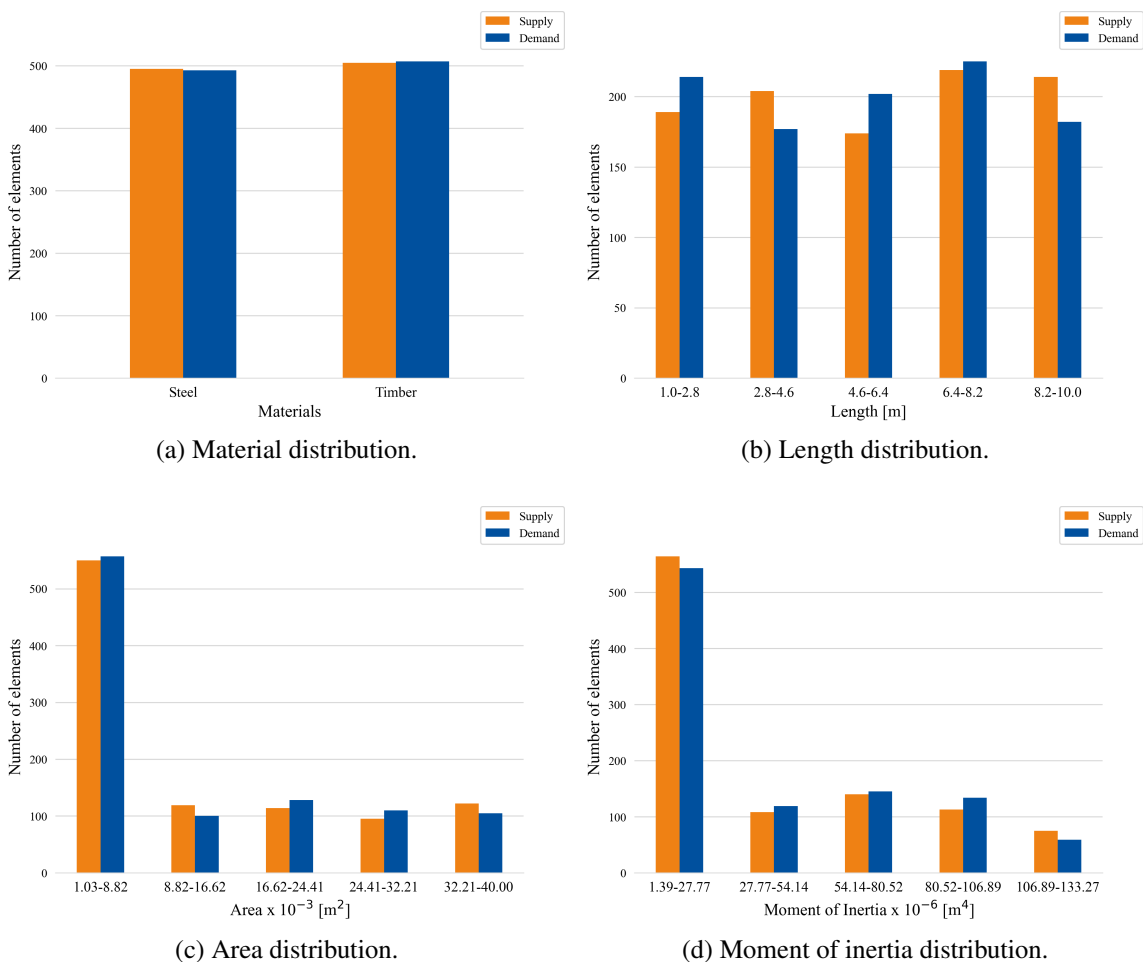 Supply
Demand
500
400
300
200
100
0
Number of elements
Steel Timber
Materials
(a) Material distribution.
Supply
Demand
200
150
100
50
0
Number of elements
1.0-2.8 2.8-4.6 4.6-6.4 6.4-8.2 8.2-10.0
Length [m]
(b) Length distribution.
Supply
Demand
500
400
300
200
100
0
Number of elements
1.03-8.82 8.82-16.62 16.62-24.41 24.41-32.21 32.21-40.00
Area x 10⁻³ [m²]
(c) Area distribution.
Supply
Demand
500
400
300
200
100
0
Number of elements
1.39-27.77 27.77-54.14 54.14-80.52 80.52-106.89 106.89-133.27
Moment of Inertia x 10⁻⁶ [m⁴]
(d) Moment of inertia distribution.